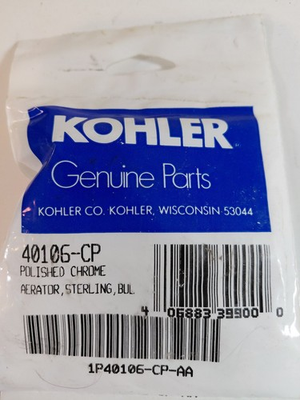 KOHLER
Genuine Parts
KOHLER CO. KOHLER, WISCONSIN 53044
40106-CP
POLISHED CHROME
AERATOR,STERLING,BUL
4 06883 39900 0
1P40106-CP-AA